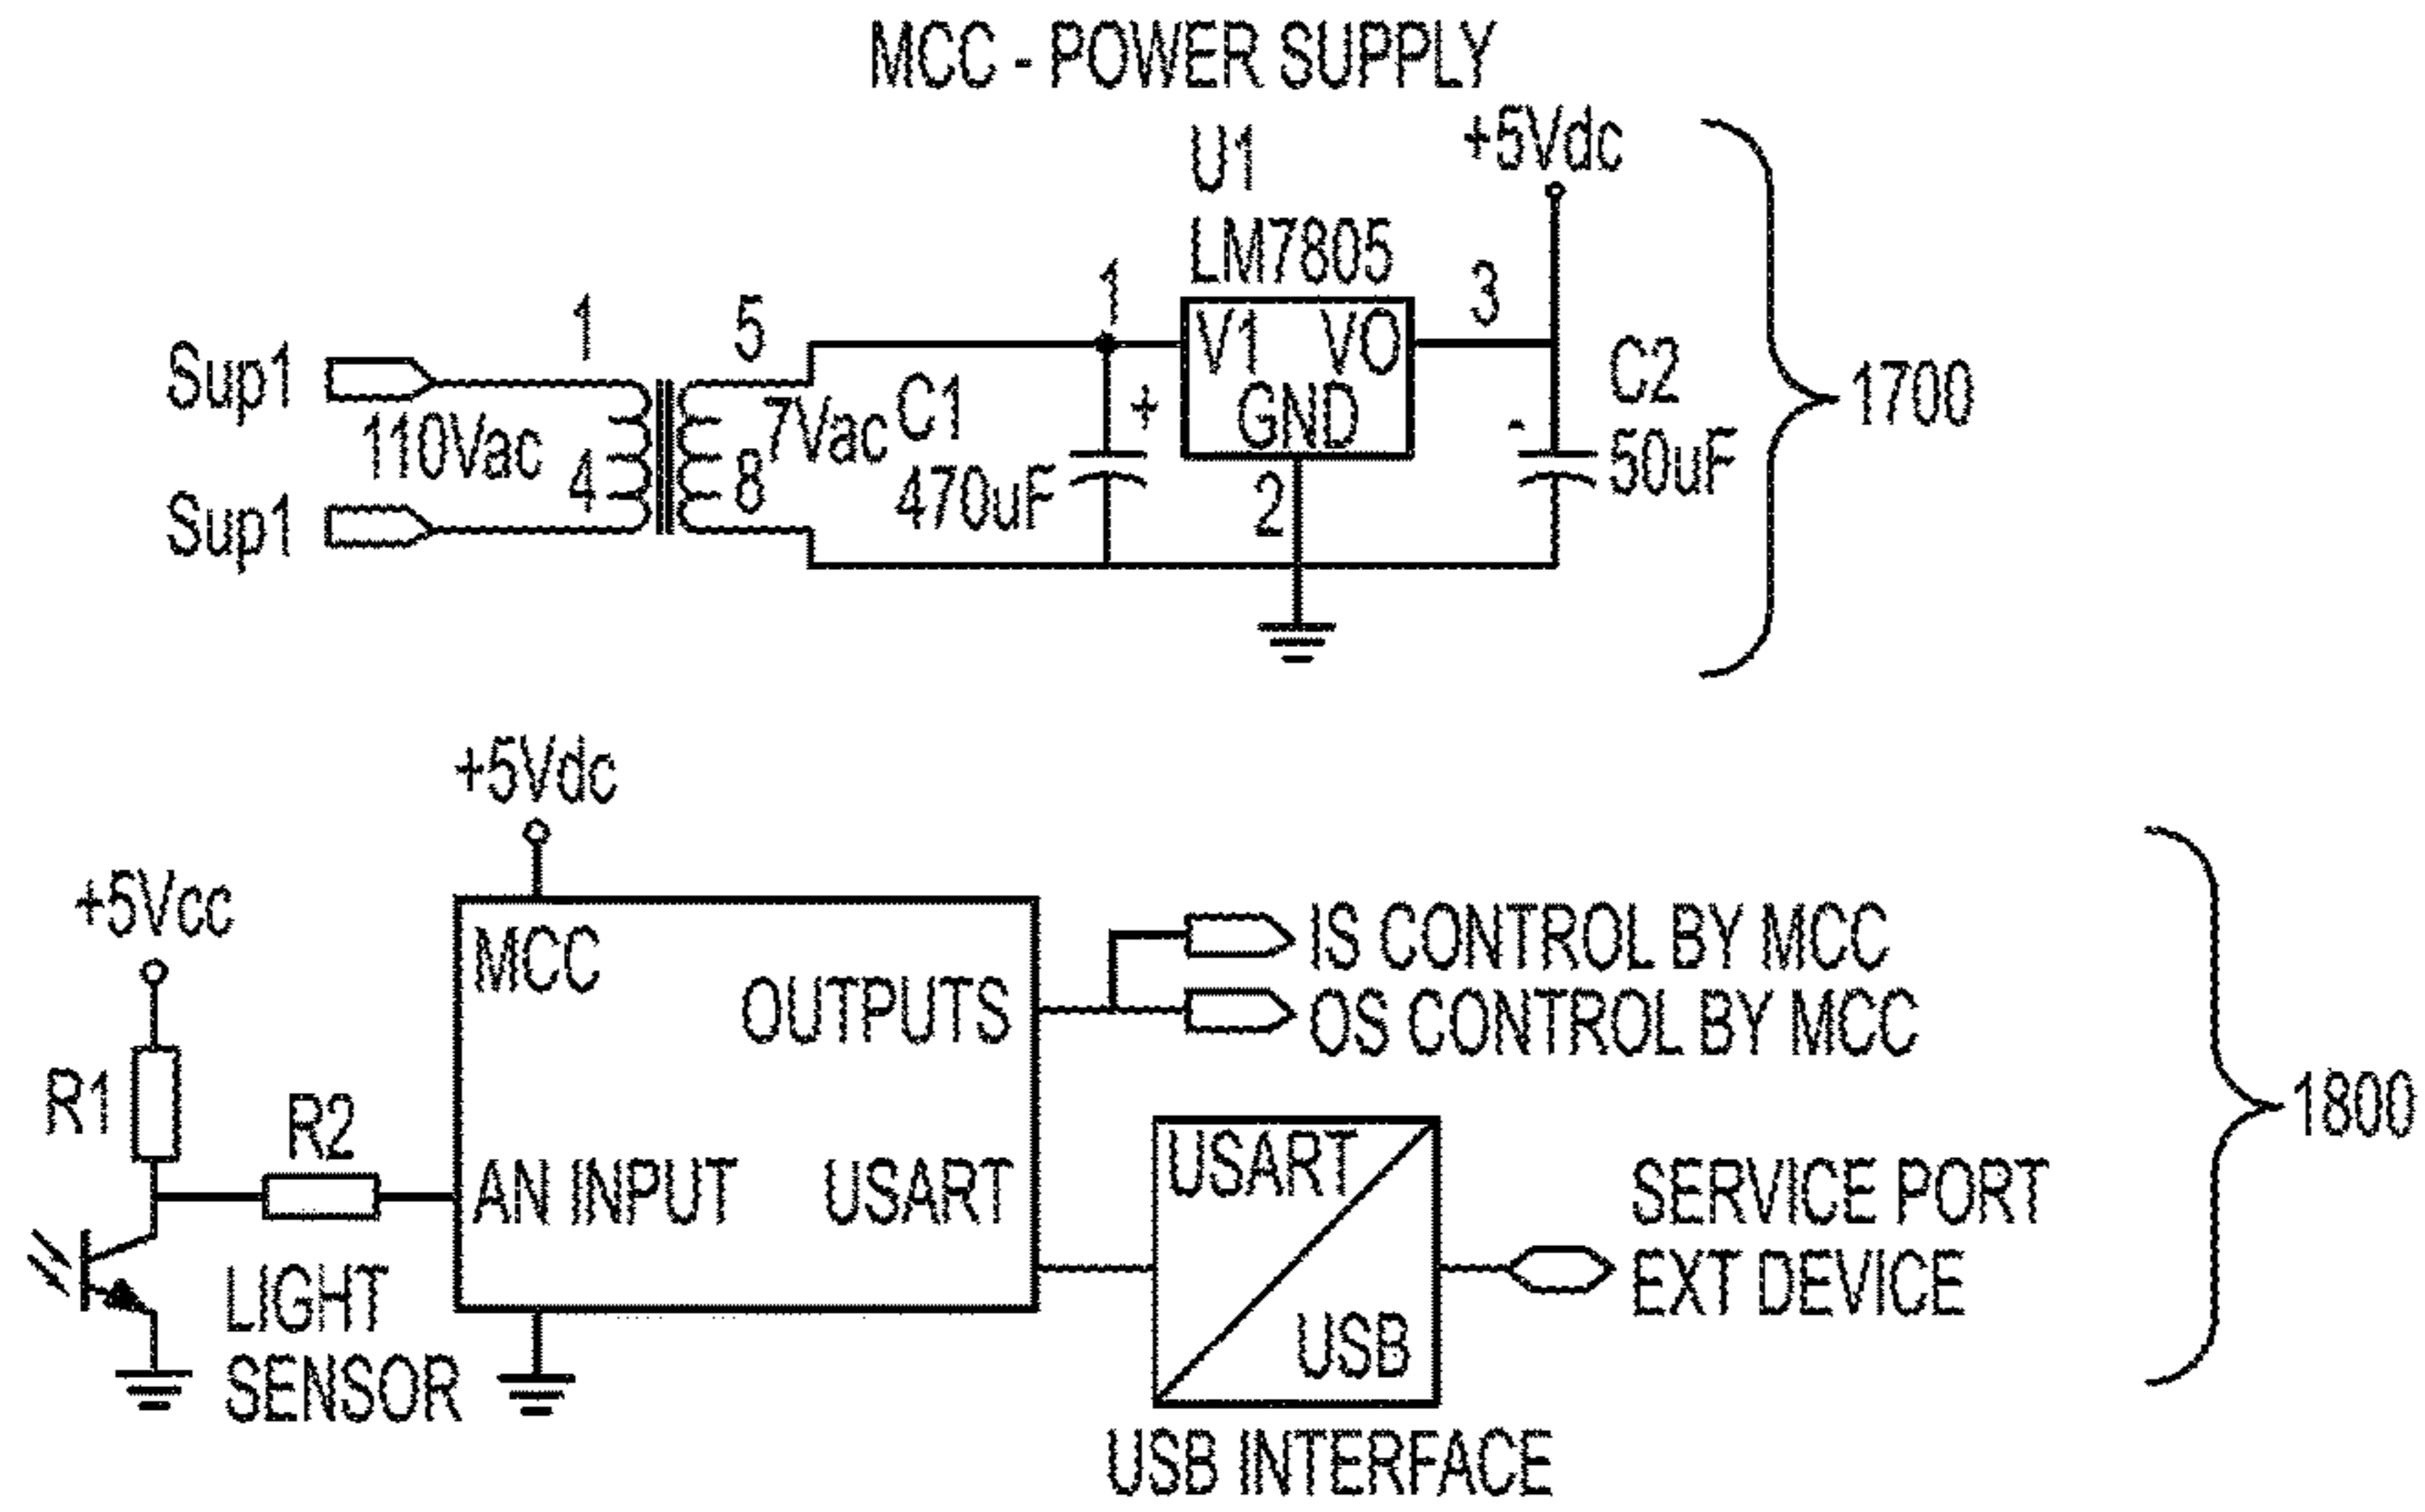 MCC - POWER SUPPLY
+5Vdc
U1
LM7805
1
5
1
3
Sup1
V1 VO
C2
110Vac
7Vac
C1
+
GND
-
50uF
1700
4
8
470uF
2
Sup1
+5Vdc
+5Vcc
MCC
IS CONTROL BY MCC
OUTPUTS
OS CONTROL BY MCC
R1
R2
1800
AN INPUT
USART
USART
SERVICE PORT
EXT DEVICE
LIGHT
SENSOR
USB
USB INTERFACE